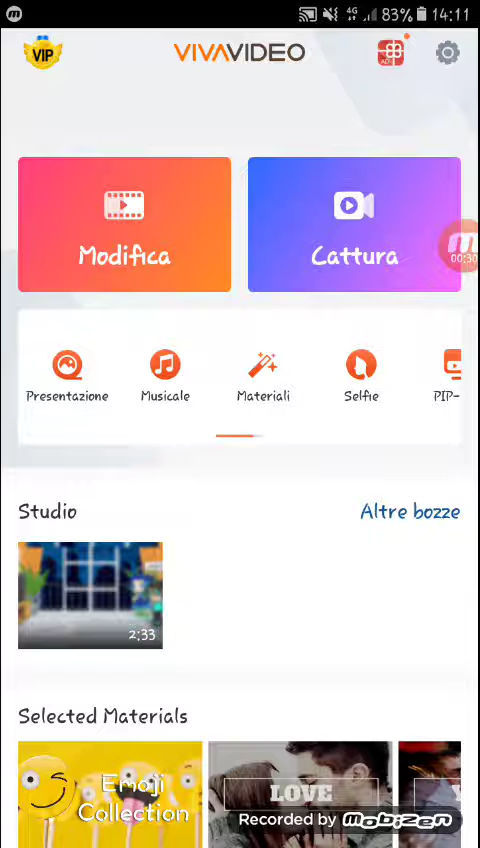 4G 83% 14:11
VIP VIVAVIDEO AD
Modifica Cattura
00:30
Presentazione Musicale Materiali Selfie PIP-
Studio Altre bozze
2:33
Selected Materials
Emoji
Collection
LOVE Y
Recorded by mobizen